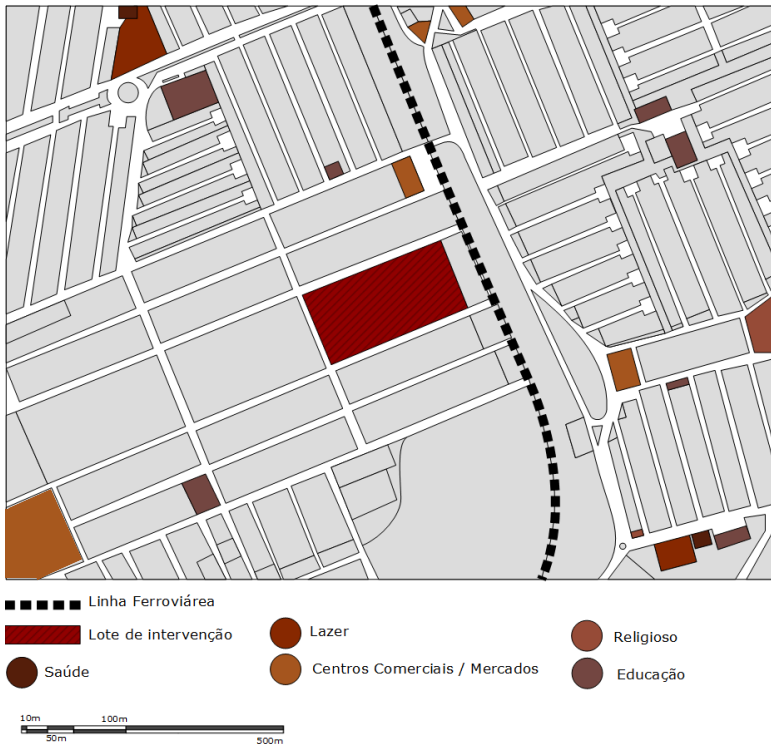 Linha Ferroviárea
Lote de intervenção
Lazer
Religioso
Saúde
Centros Comerciais / Mercados
Educação
10m
100m
50m
500m